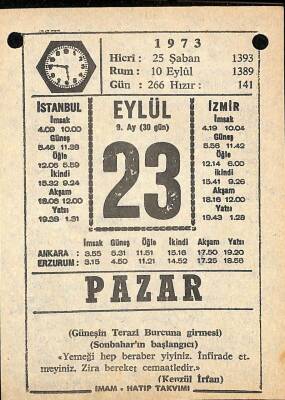 1973
Hicri : 25 Şaban 1393
Rum : 10 Eylûl 1389
Gün : 266 Hızır : 141
İSTANBUL
İmsak
4.09 10.00
Güneş
5.46 11.38
Öğle
12.06 5.59
İkindi
15.32 9.24
Akşam
18.06 12.00
Yatsı
19.38 1.31
EYLÜL
9. Ay (30 gün)
23
İZMİR
İmsak
4.19 10.04
Güneş
5.56 11.42
Öğle
12.14 6.00
İkindi
15.41 9.26
Akşam
18.16 12.00
Yatsı
19.43 1.28
İmsak Güneş Öğle İkindi Akşam Yatsı
ANKARA : 3.55 5.31 11.51 15.16 17.50 19.20
ERZURUM : 3.15 4.50 11.21 14.52 17.25 18.56
PAZAR
(Güneşin Terazi Burcuna girmesi)
(Sonbahar'ın başlangıcı)
«Yemeği hep beraber yiyiniz. İnfirade et-
meyiniz. Zira bereket cemaatledir.»
(Kenzül İrfan)
İMAM - HATİP TAKVİMİ